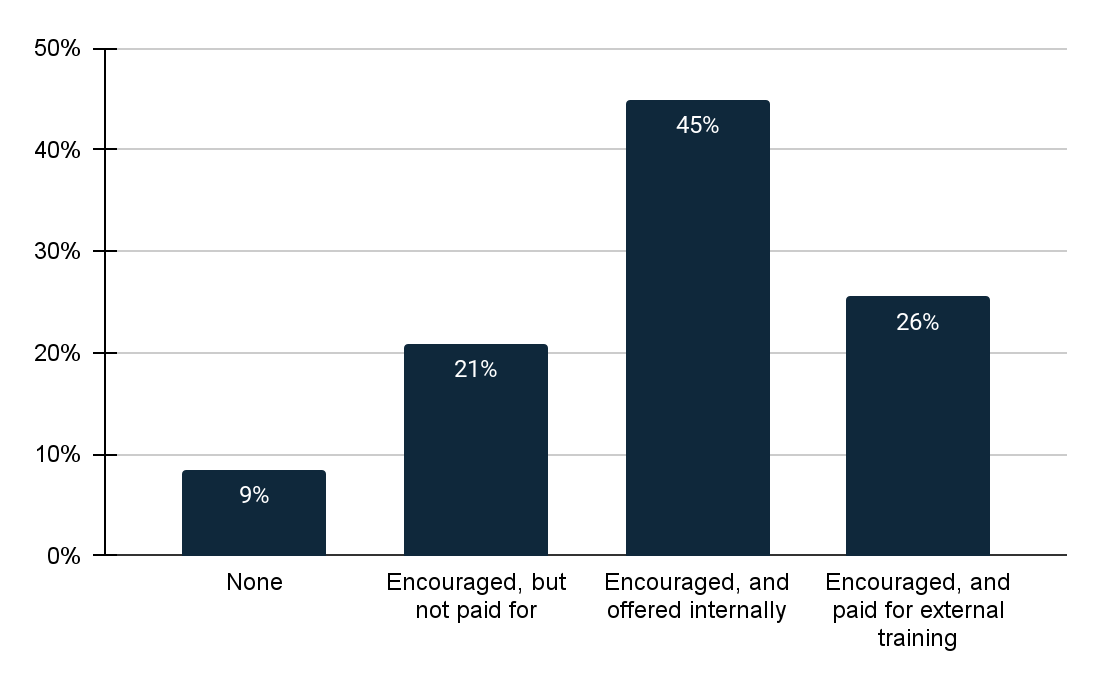 50%
40%
30%
20%
10%
0%
9%
21%
45%
26%
None
Encouraged, but
not paid for
Encouraged, and
offered internally
Encouraged, and
paid for external
training